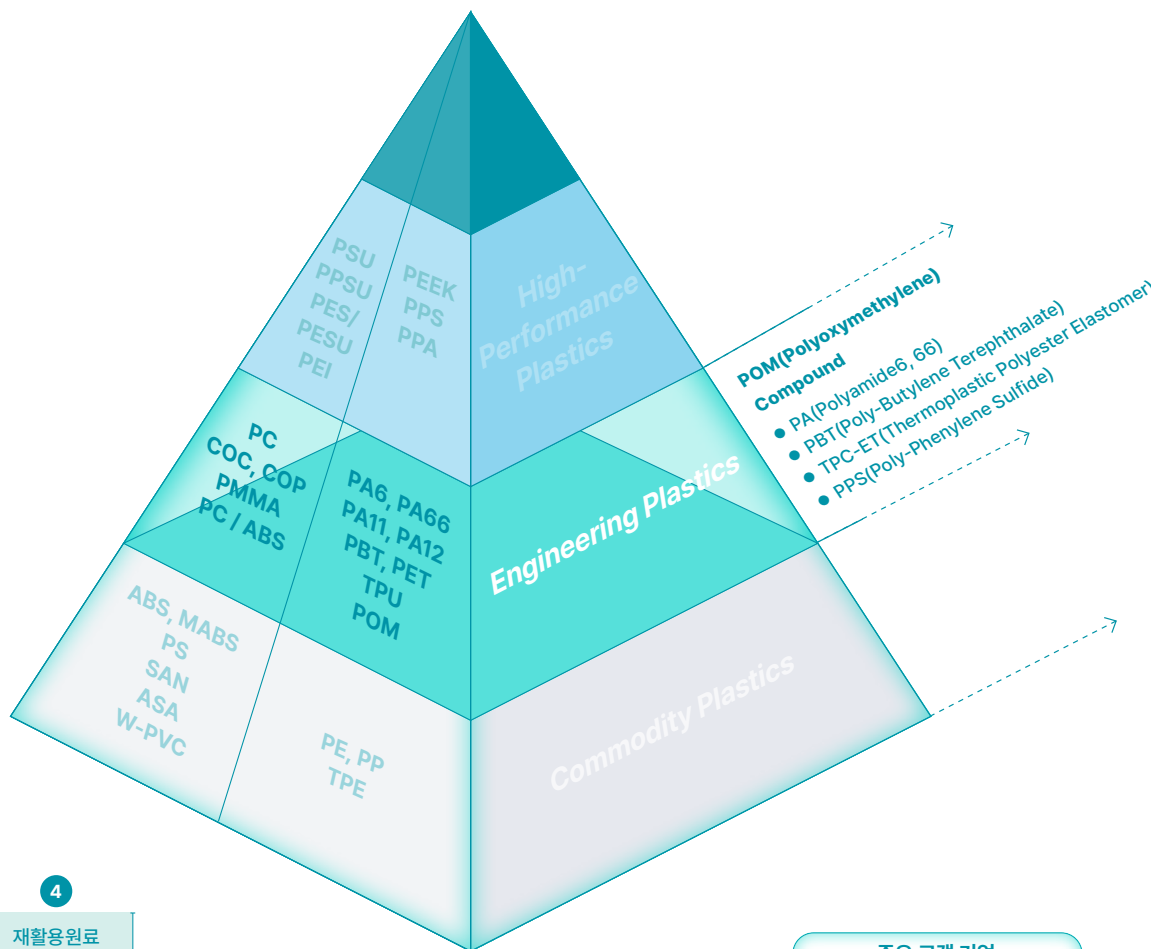 PSU
PPSU
PES/
PESU
PEI
PEEK
PPS
PPA
High-
Performance
Plastics
POM(Polyoxymethylene)
Compound
● PA(Polyamide6, 66)
● PBT(Poly-Butylene Terephthalate)
● TPC-ET(Thermoplastic Polyester Elastomer)
● PPS(Poly-Phenylene Sulfide)
PC
COC, COP
PMMA
PC / ABS
PA6, PA66
PA11, PA12
PBT, PET
TPU
POM
Engineering Plastics
ABS, MABS
PS
SAN
ASA
W-PVC
PE, PP
TPE
Commodity Plastics
4
재활용원료